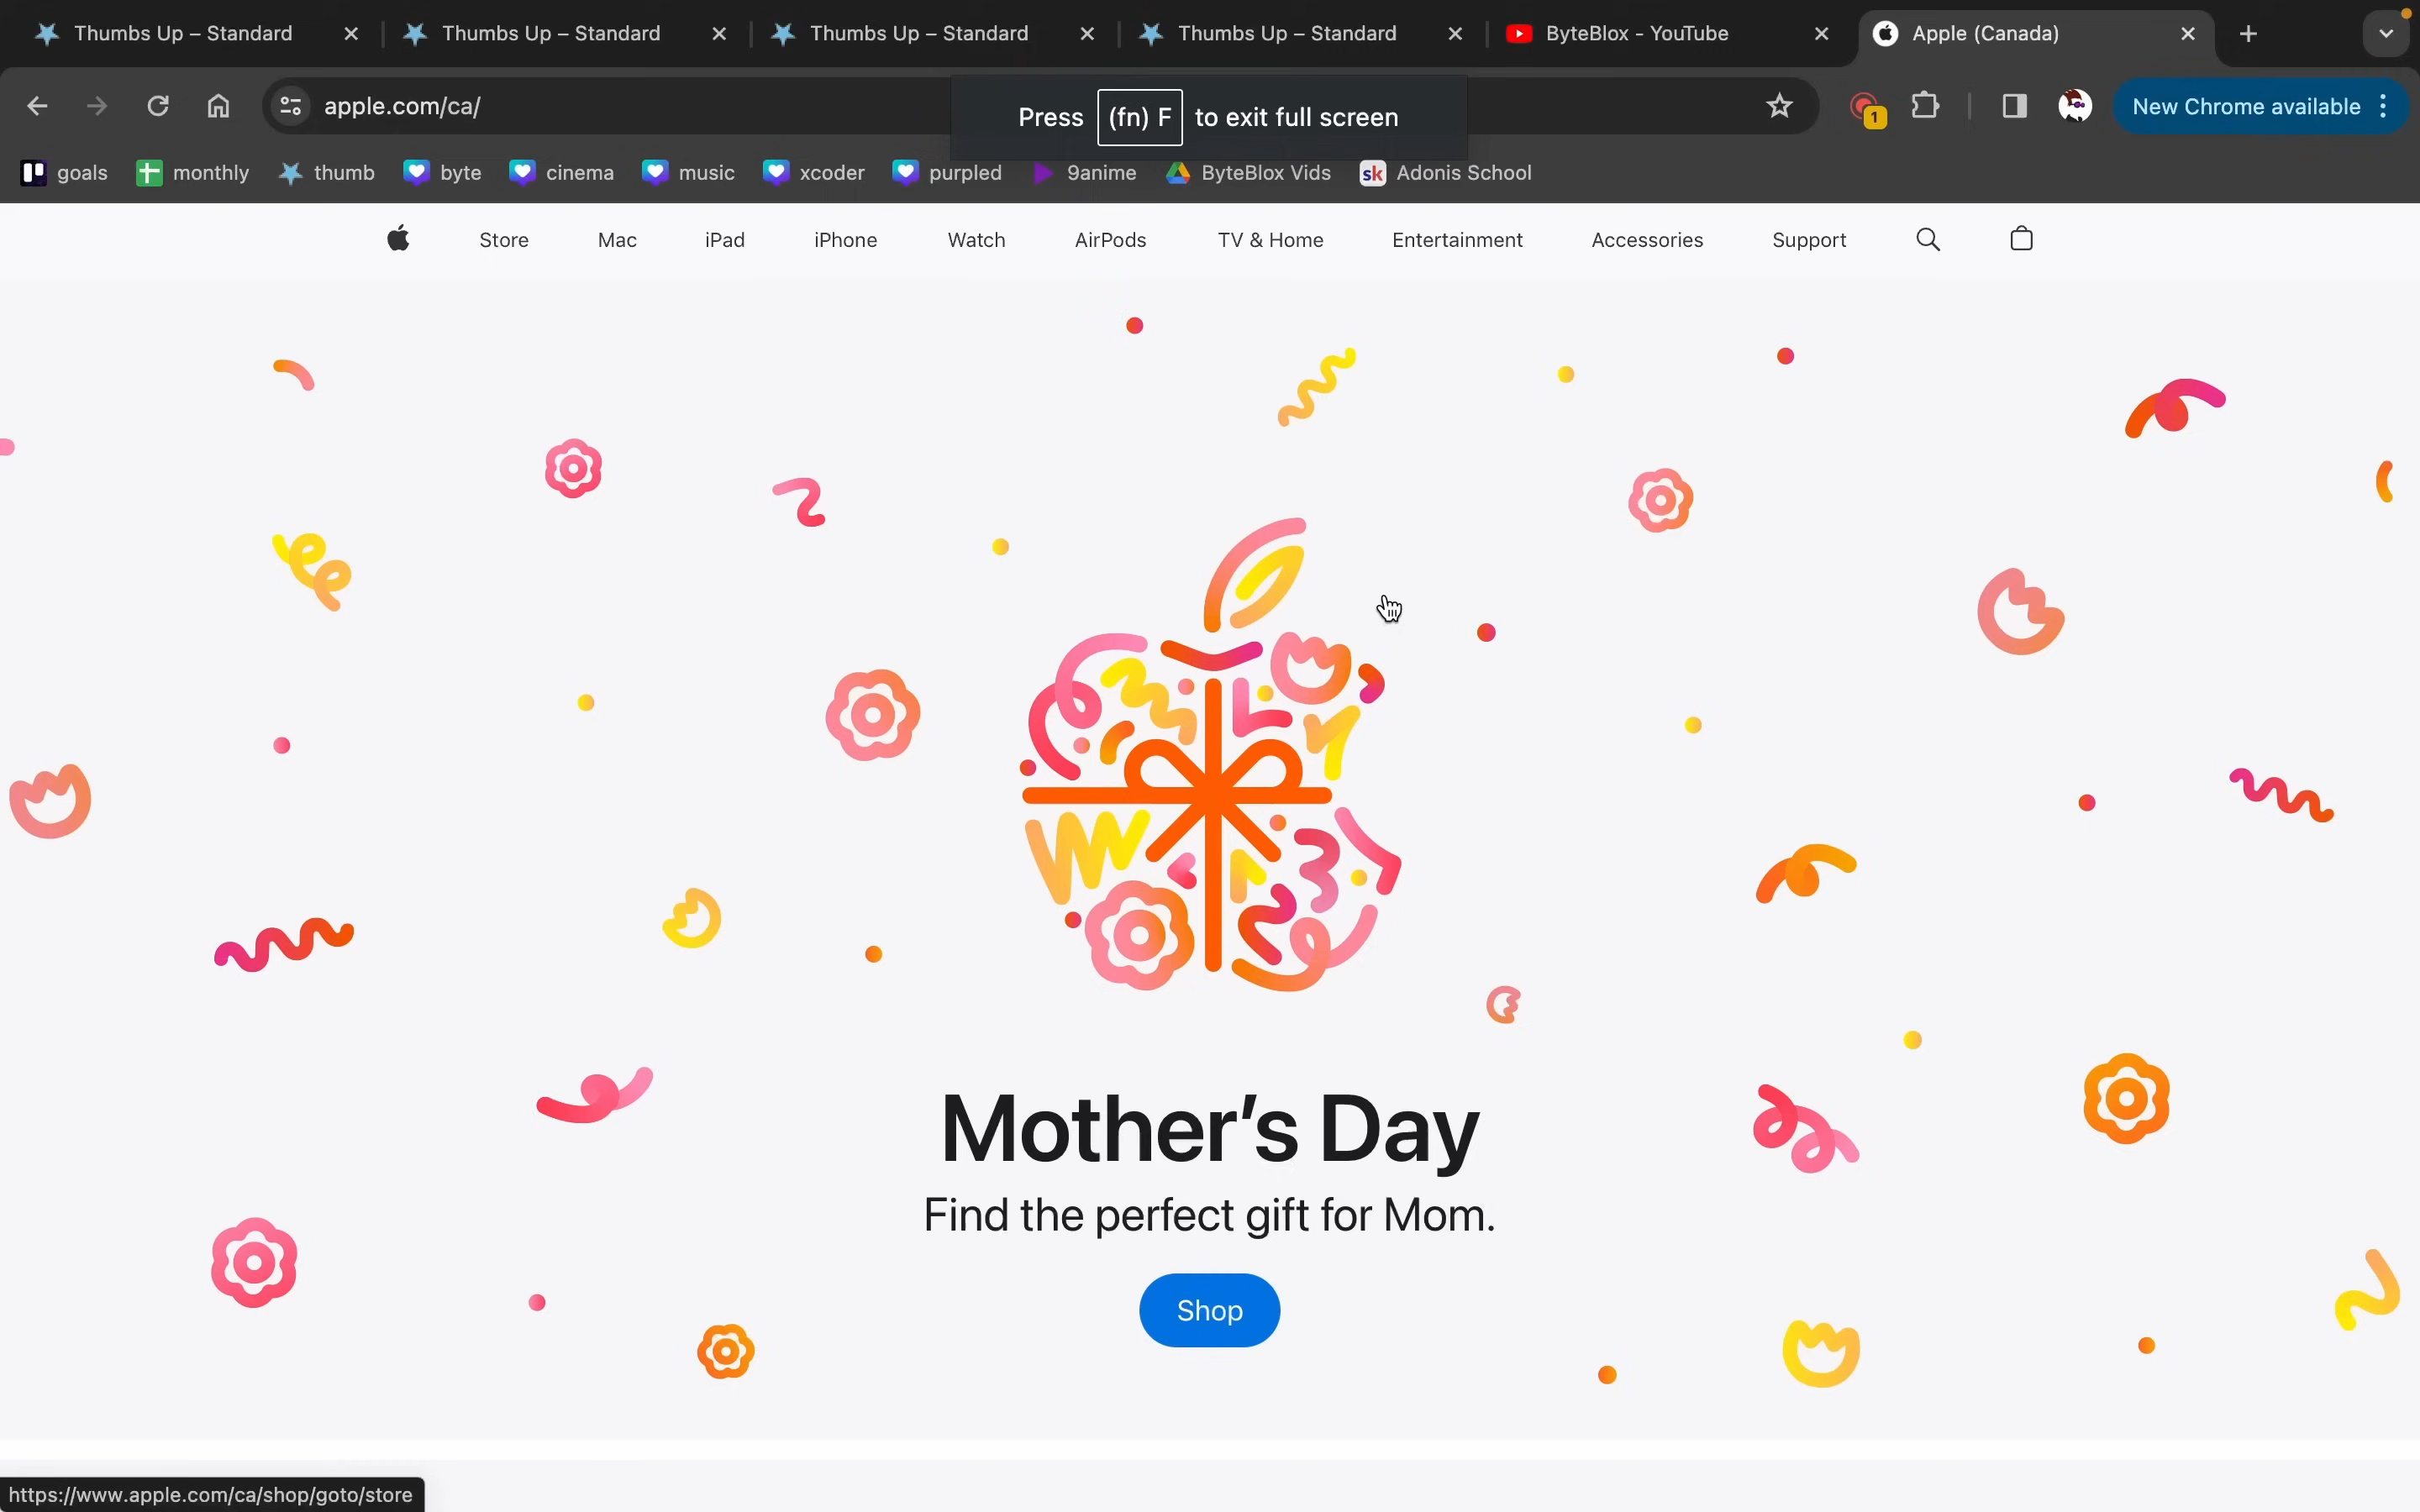 Thumbs Up – Standard
Thumbs Up – Standard
Thumbs Up – Standard
Thumbs Up – Standard
ByteBlox - YouTube
Apple (Canada)
apple.com/ca/
Press (fn) F to exit full screen
1
New Chrome available
goals
monthly
thumb
byte
cinema
music
xcoder
purpled
9anime
ByteBlox Vids
sk Adonis School
Store
Mac
iPad
iPhone
Watch
AirPods
TV & Home
Entertainment
Accessories
Support
Mother’s Day
Find the perfect gift for Mom.
Shop
https://www.apple.com/ca/shop/goto/store